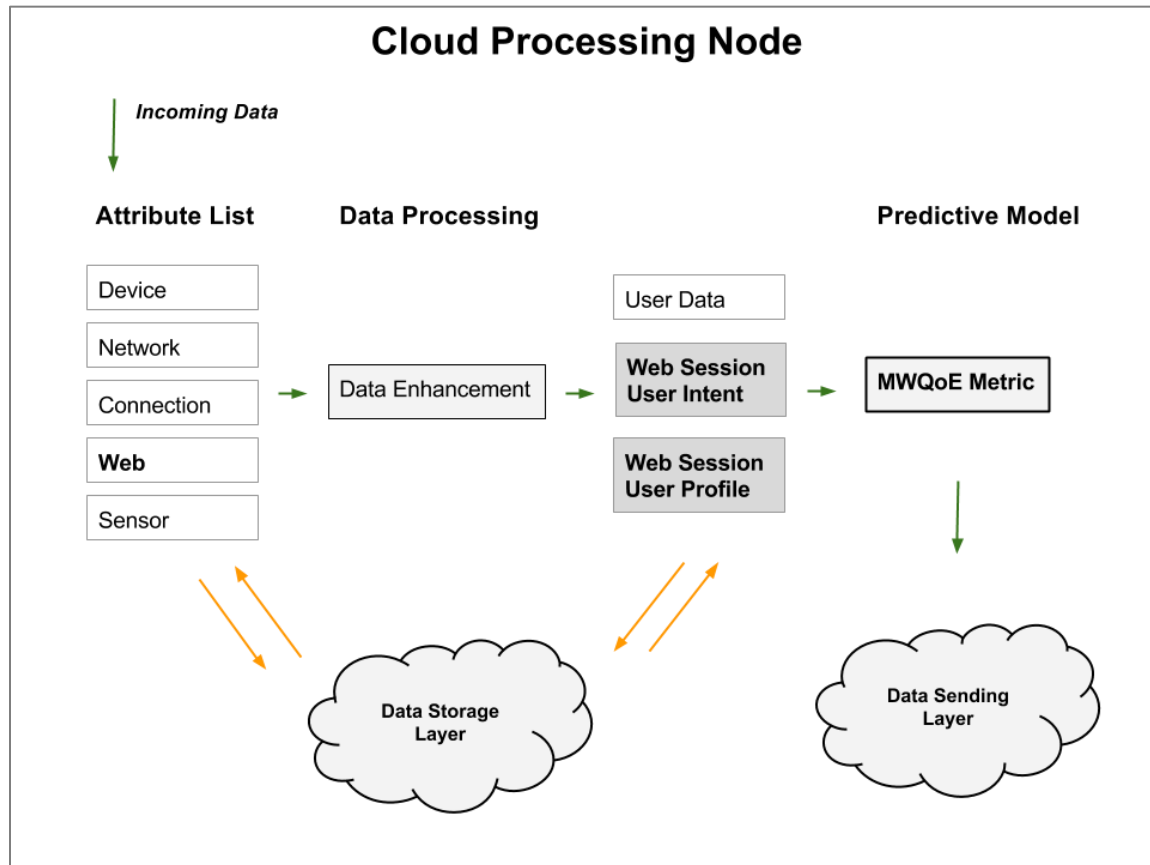 Cloud Processing Node
Incoming Data
Attribute List
Data Processing
Predictive Model
Device
Network
Connection
Web
Sensor
Data Enhancement
User Data
Web Session
User Intent
Web Session
User Profile
MWQoE Metric
Data Storage
Layer
Data Sending
Layer